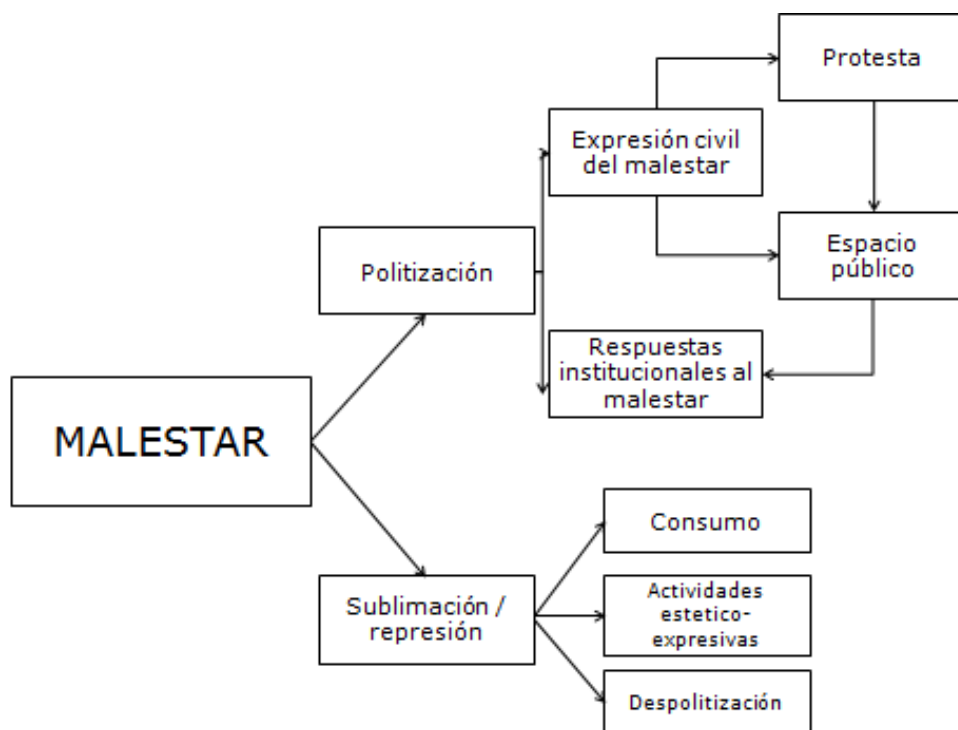 Protesta
Expresión civil
del malestar
Espacio
público
Politización
Respuestas
institucionales al
malestar
MALESTAR
Consumo
Sublimación /
represión
Actividades
estetico-
expresivas
Despolitización